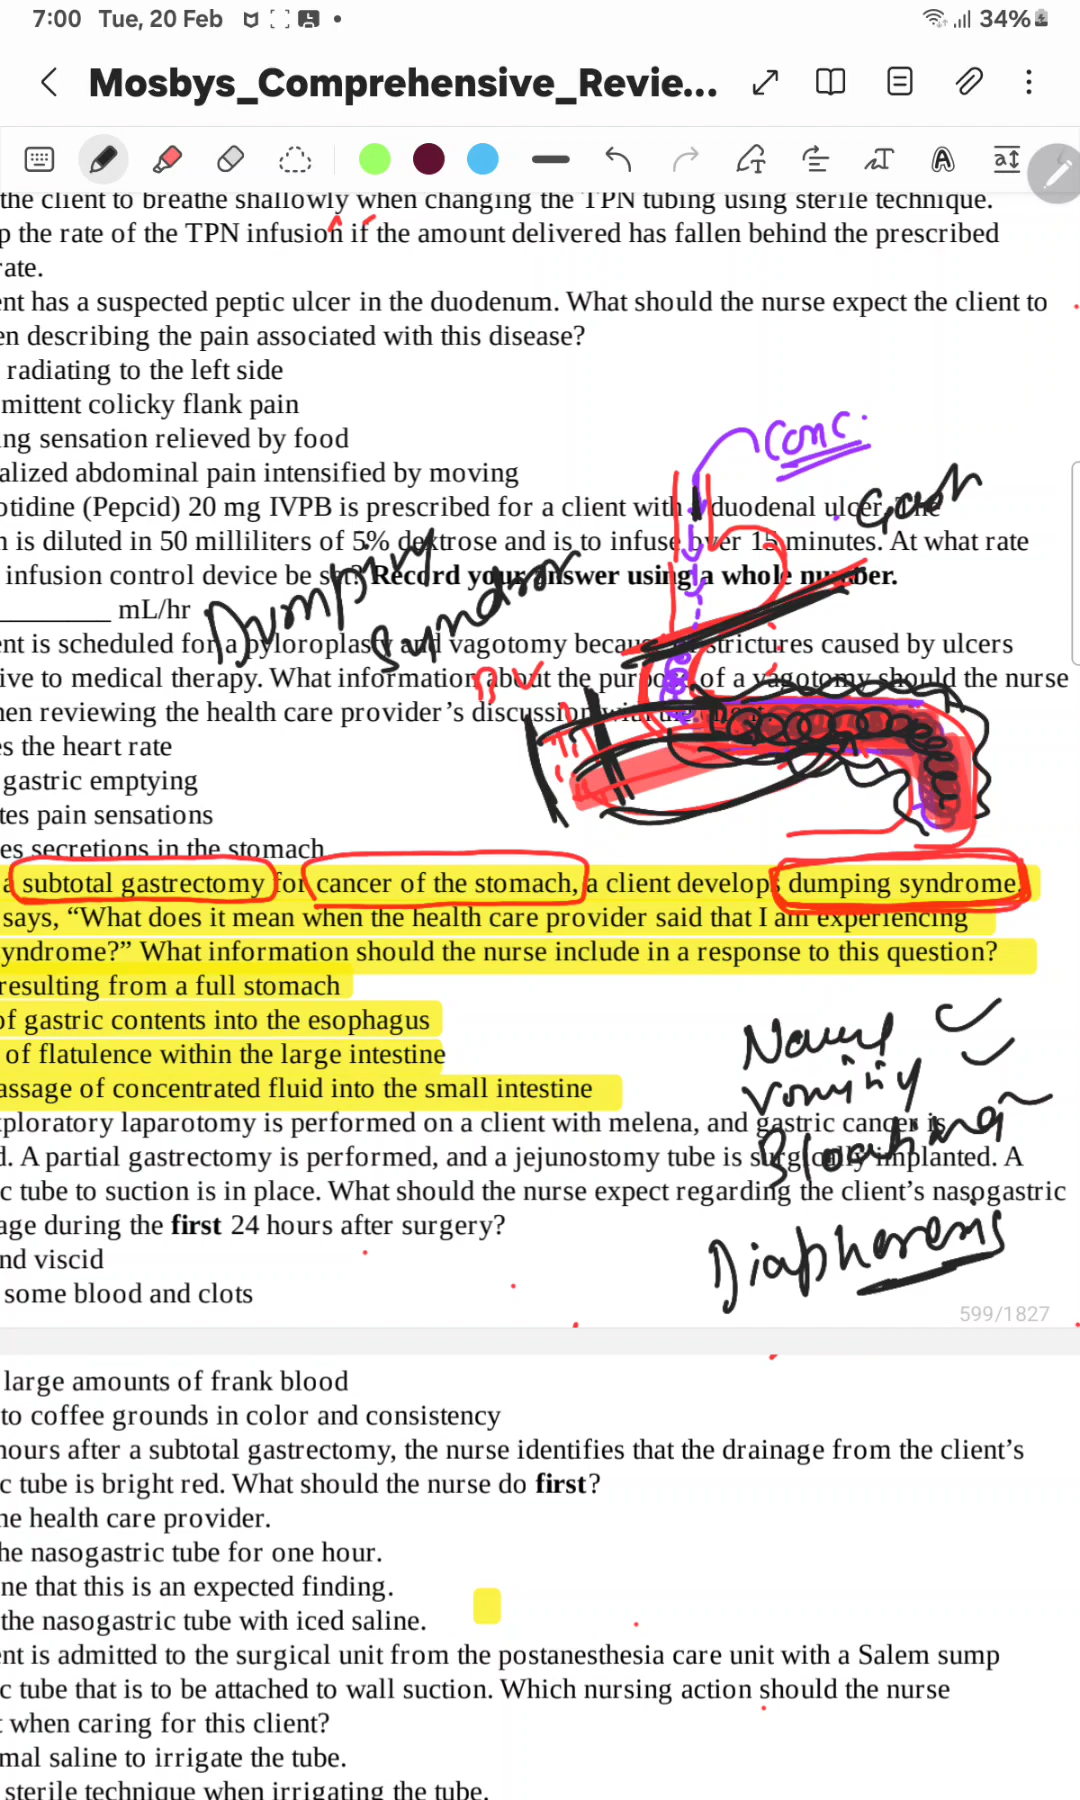 7:00 Tue, 20 Feb
34%
Mosbys_Comprehensive_Revie...
the client to breathe shallowly when changing the TPN tubing using sterile technique.
p the rate of the TPN infusion if the amount delivered has fallen behind the prescribed
rate.
ent has a suspected peptic ulcer in the duodenum. What should the nurse expect the client to
en describing the pain associated with this disease?
radiating to the left side
mittent colicky flank pain
ing sensation relieved by food
Conc.
alized abdominal pain intensified by moving
otidine (Pepcid) 20 mg IVPB is prescribed for a client with duodenal ulcer. The
Gash
n is diluted in 50 milliliters of 5% dextrose and is to infuse over 15 minutes. At what rate
infusion control device be set? Record your answer using a whole number.
Dumping
Syndrom
mL/hr
ent is scheduled for a pyloroplasty and vagotomy because strictures caused by ulcers
ive to medical therapy. What information about the purpose of a vagotomy should the nurse
hen reviewing the health care provider's discussion with the
es the heart rate
gastric emptying
tes pain sensations
es secretions in the stomach
a subtotal gastrectomy for cancer of the stomach, a client develops dumping syndrome.
says, “What does it mean when the health care provider said that I am experiencing
yndrome?” What information should the nurse include in a response to this question?
resulting from a full stomach
of gastric contents into the esophagus
of flatulence within the large intestine
assage of concentrated fluid into the small intestine
vomiting
xploratory laparotomy is performed on a client with melena, and gastric cancer is
d. A partial gastrectomy is performed, and a jejunostomy tube is surgically implanted. A
c tube to suction is in place. What should the nurse expect regarding the client's nasogastric
age during the first 24 hours after surgery?
nd viscid
some blood and clots
Diaphoresis
599/1827
large amounts of frank blood
to coffee grounds in color and consistency
hours after a subtotal gastrectomy, the nurse identifies that the drainage from the client's
c tube is bright red. What should the nurse do first?
he health care provider.
he nasogastric tube for one hour.
ne that this is an expected finding.
the nasogastric tube with iced saline.
ent is admitted to the surgical unit from the postanesthesia care unit with a Salem sump
c tube that is to be attached to wall suction. Which nursing action should the nurse
t when caring for this client?
mal saline to irrigate the tube.
sterile technique when irrigating the tube.